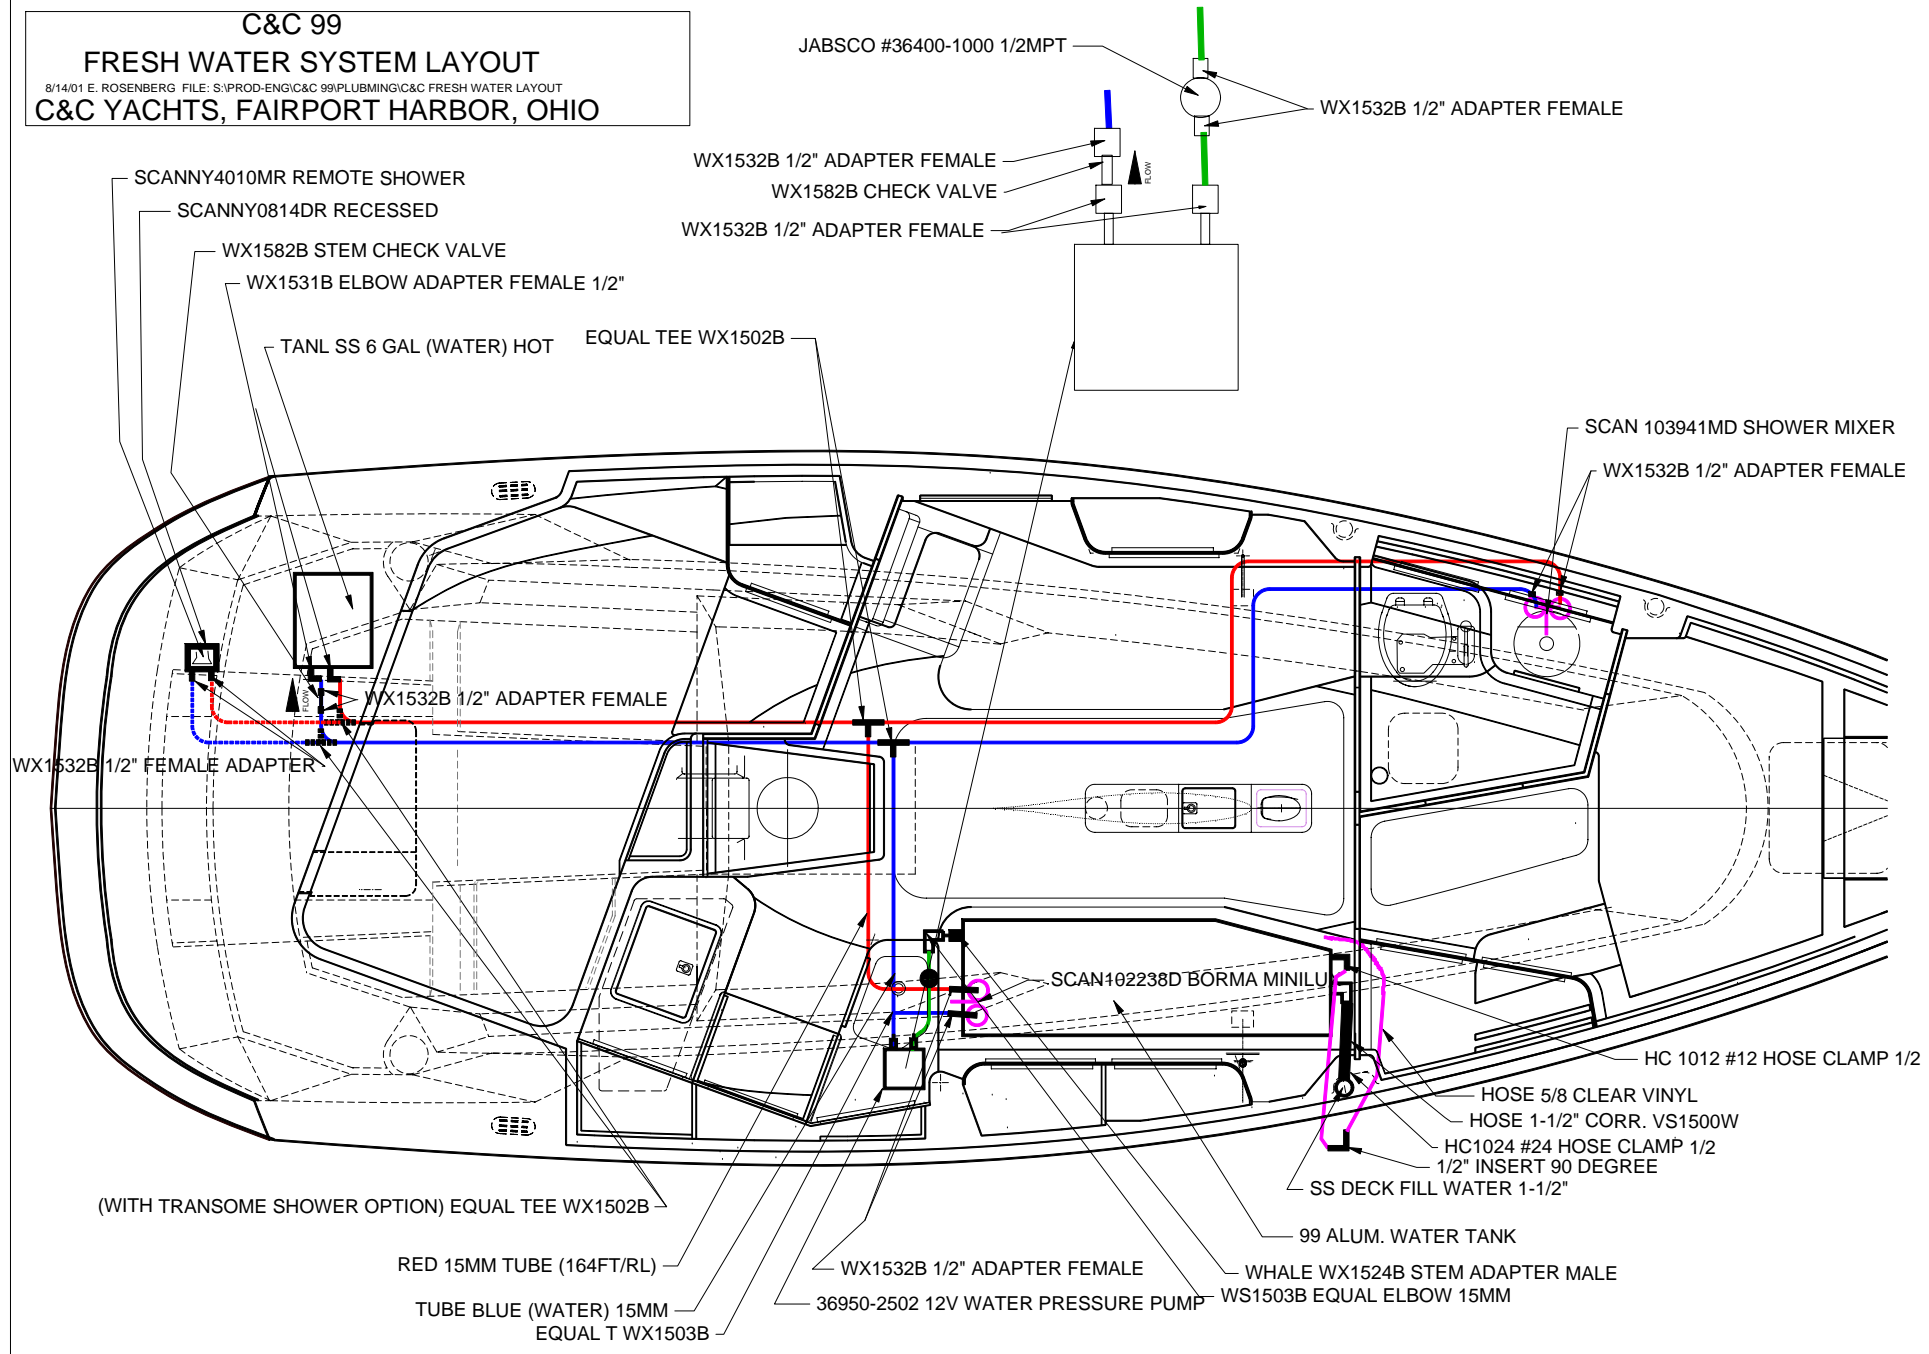 C&C 99
FRESH WATER SYSTEM LAYOUT
8/14/01 E. ROSENBERG FILE: S:\PROD-ENG\C&C 99\PLUBMING\C&C FRESH WATER LAYOUT
C&C YACHTS, FAIRPORT HARBOR, OHIO
JABSCO #36400-1000 1/2MPT
WX1532B 1/2" ADAPTER FEMALE
WX1532B 1/2" ADAPTER FEMALE
FLOW
WX1582B CHECK VALVE
WX1532B 1/2" ADAPTER FEMALE
SCANNY4010MR REMOTE SHOWER
SCANNY0814DR RECESSED
WX1582B STEM CHECK VALVE
WX1531B ELBOW ADAPTER FEMALE 1/2"
TANL SS 6 GAL (WATER) HOT
EQUAL TEE WX1502B
SCAN 103941MD SHOWER MIXER
WX1532B 1/2" ADAPTER FEMALE
FLOW
WX1532B 1/2" ADAPTER FEMALE
WX1532B 1/2" FEMALE ADAPTER
SCAN102238D BORMA MINILU
HC 1012 #12 HOSE CLAMP 1/2
HOSE 5/8 CLEAR VINYL
HOSE 1-1/2" CORR. VS1500W
HC1024 #24 HOSE CLAMP 1/2
1/2" INSERT 90 DEGREE
SS DECK FILL WATER 1-1/2"
(WITH TRANSOME SHOWER OPTION) EQUAL TEE WX1502B
99 ALUM. WATER TANK
RED 15MM TUBE (164FT/RL)
WX1532B 1/2" ADAPTER FEMALE
WHALE WX1524B STEM ADAPTER MALE
TUBE BLUE (WATER) 15MM
36950-2502 12V WATER PRESSURE PUMP
WS1503B EQUAL ELBOW 15MM
EQUAL T WX1503B